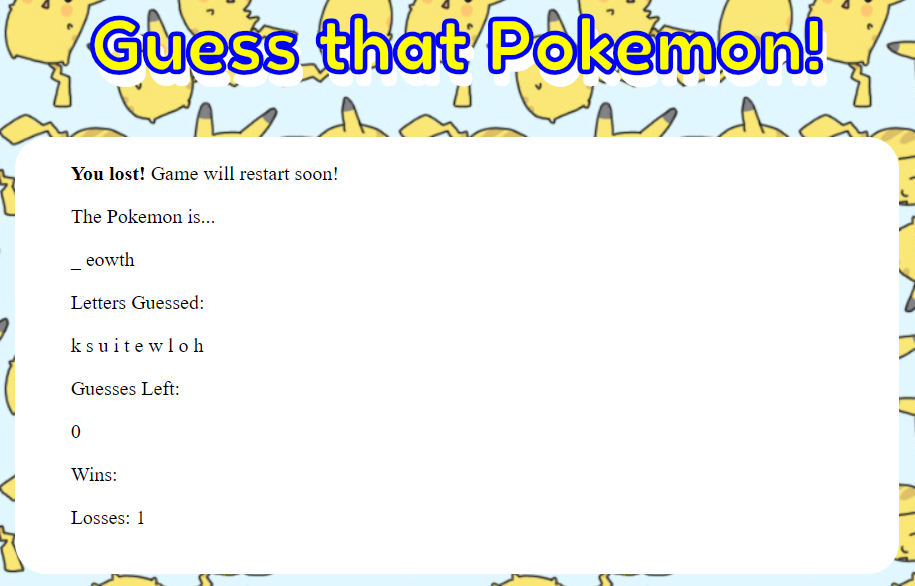 Guess that Pokemon!
You lost! Game will restart soon!
The Pokemon is...
_ eowth
Letters Guessed:
k s u i t e w l o h
Guesses Left:
0
Wins:
Losses: 1